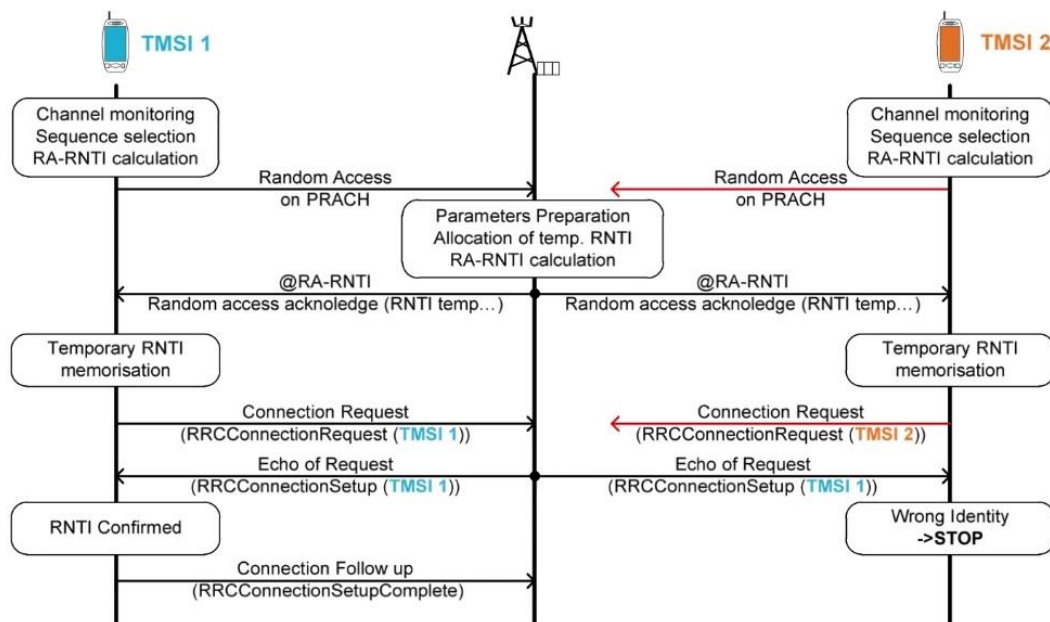 TMSI 1
TMSI 2
Channel monitoring
Sequence selection
RA-RNTI calculation
Channel monitoring
Sequence selection
RA-RNTI calculation
Random Access
on PRACH
Random Access
on PRACH
Parameters Preparation
Allocation of temp. RNTI
RA-RNTI calculation
@RA-RNTI
Random access acknoledge (RNTI temp...)
@RA-RNTI
Random access acknoledge (RNTI temp...)
Temporary RNTI
memorisation
Temporary RNTI
memorisation
Connection Request
(RRCConnectionRequest (TMSI 1))
Connection Request
(RRCConnectionRequest (TMSI 2))
Echo of Request
(RRCConnectionSetup (TMSI 1))
Echo of Request
(RRCConnectionSetup (TMSI 1))
RNTI Confirmed
Wrong Identity
->STOP
Connection Follow up
(RRCConnectionSetupComplete)